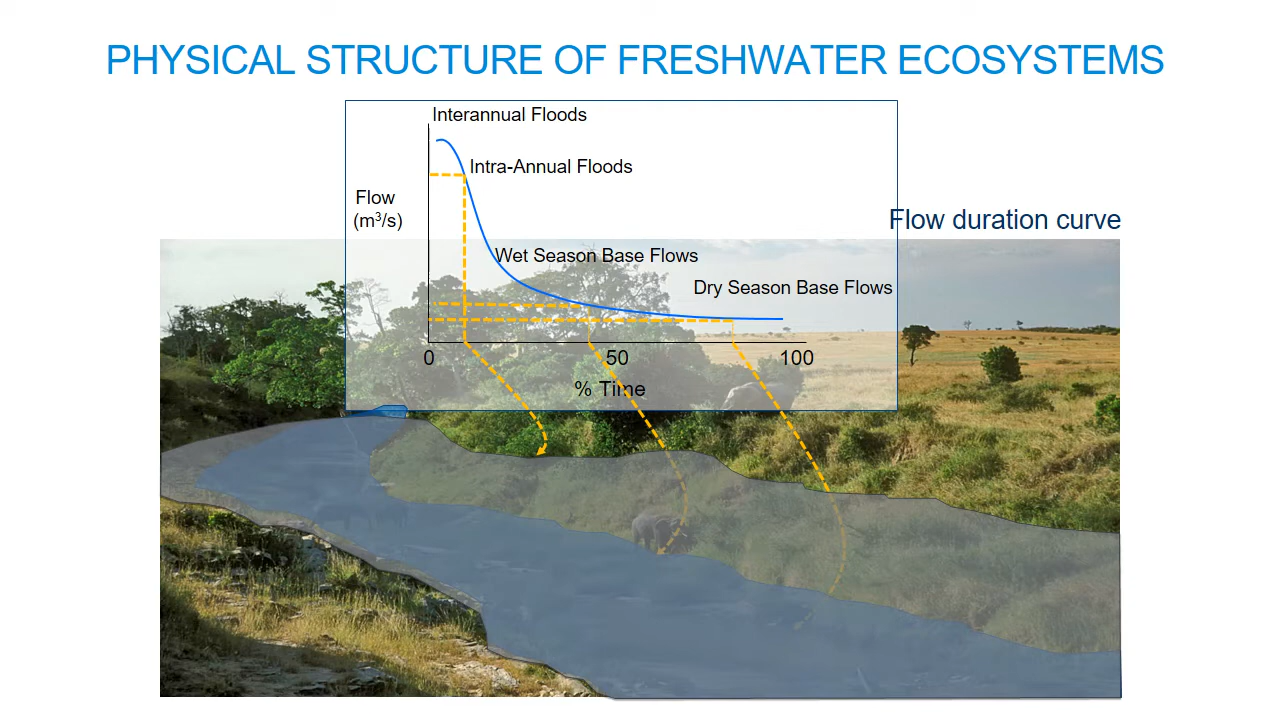 PHYSICAL STRUCTURE OF FRESHWATER ECOSYSTEMS
Interannual Floods
Intra-Annual Floods
Flow
(m³/s)
Flow duration curve
Wet Season Base Flows
Dry Season Base Flows
0 50 100
% Time